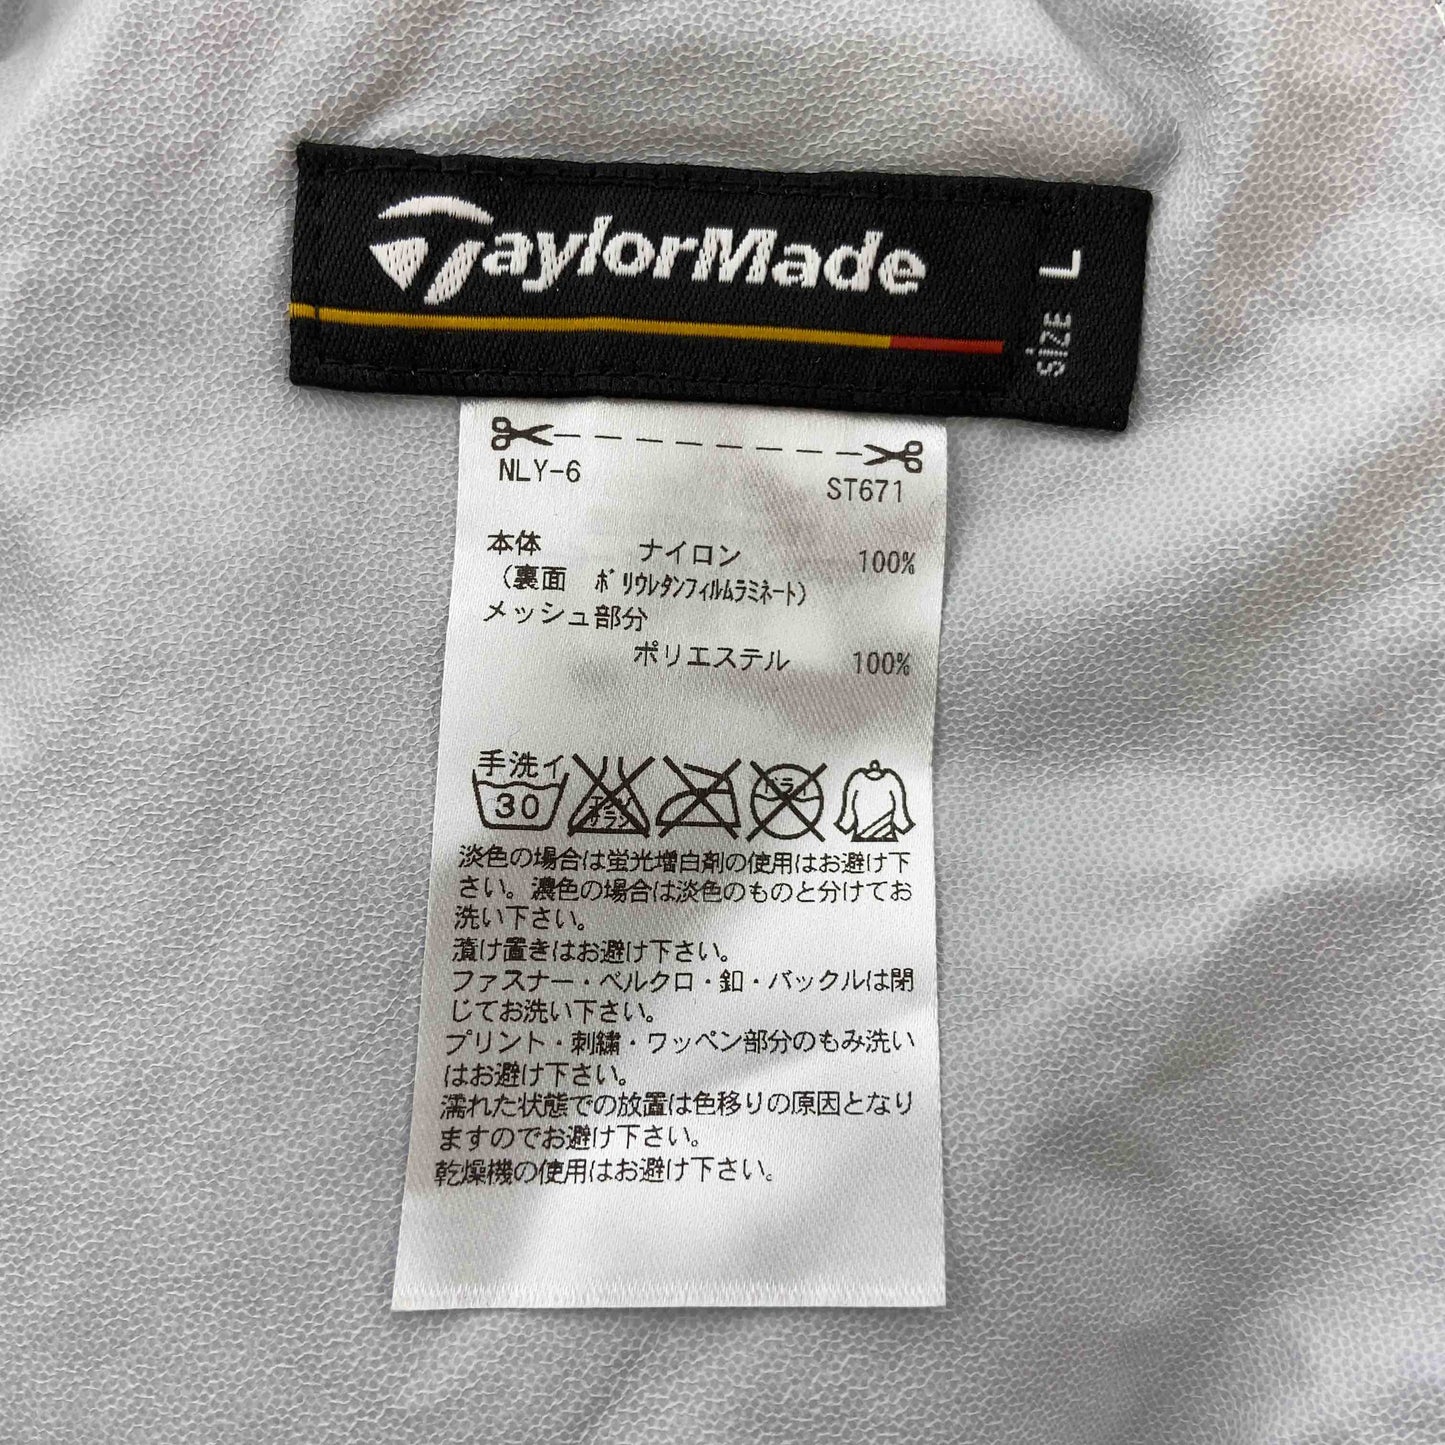 TaylorMade
SIZE L
NLY-6 ST671
本体 ナイロン 100%
（裏面 ポリウレタンフィルムラミネート）
メッシュ部分
ポリエステル 100%
手洗イ
30
エンソ
サラシ
ドライ
淡色の場合は蛍光増白剤の使用はお避け下
さい。濃色の場合は淡色のものと分けてお
洗い下さい。
漬け置きはお避け下さい。
ファスナー・ベルクロ・釦・バックルは閉
じてお洗い下さい。
プリント・刺繍・ワッペン部分のもみ洗い
はお避け下さい。
濡れた状態での放置は色移りの原因となり
ますのでお避け下さい。
乾燥機の使用はお避け下さい。